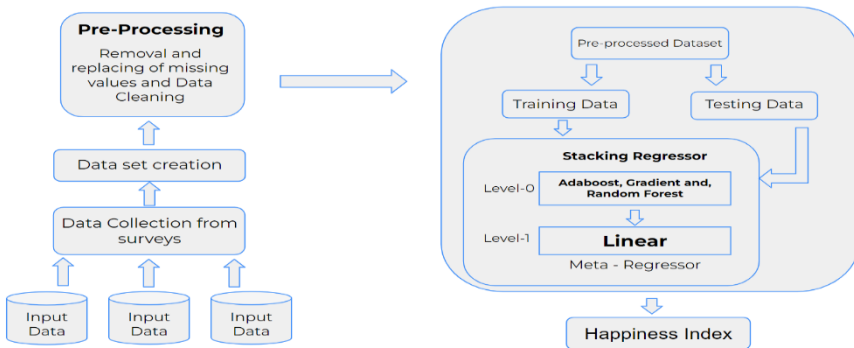 Pre-Processing
Removal and
replacing of missing
values and Data
Cleaning
Data set creation
Data Collection from
surveys
Input
Data
Input
Data
Input
Data
Pre-processed Dataset
Training Data
Testing Data
Stacking Regressor
Level-0
Adaboost, Gradient and,
Random Forest
Level-1
Linear
Meta - Regressor
Happiness Index